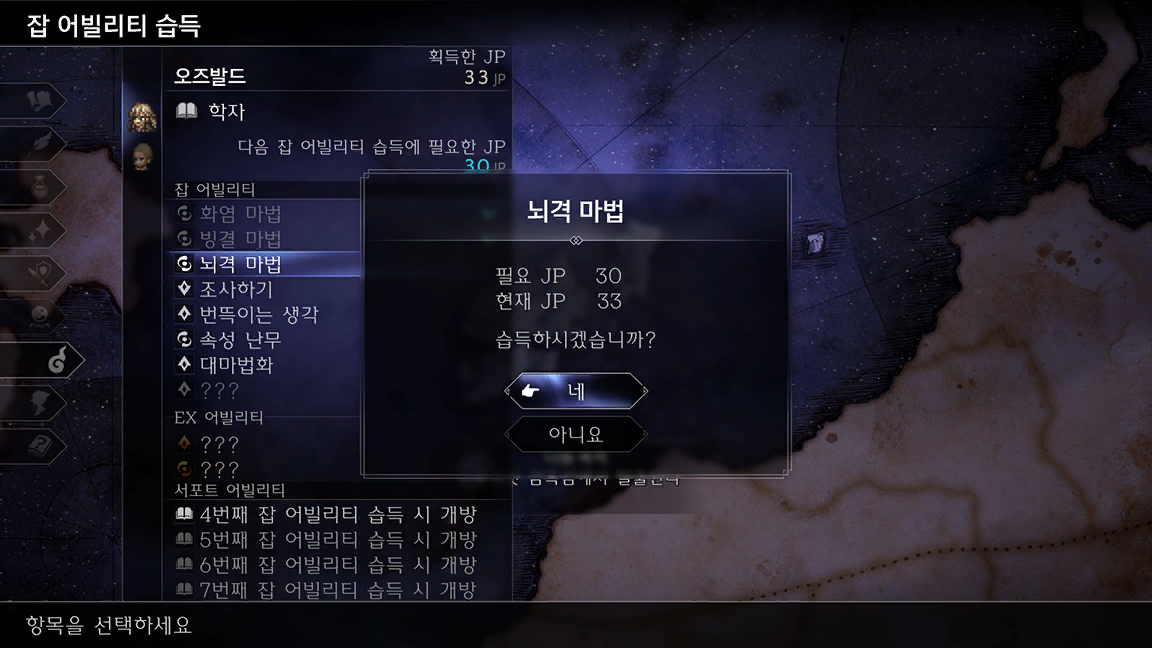 잡 어빌리티 습득
획득한 JP
오즈발드
33 JP
학자
다음 잡 어빌리티 습득에 필요한 JP
30 JP
잡 어빌리티
화염 마법
빙결 마법
뇌격 마법
조사하기
번뜩이는 생각
속성 난무
대마법화
???
EX 어빌리티
???
???
서포트 어빌리티
4번째 잡 어빌리티 습득 시 개방
5번째 잡 어빌리티 습득 시 개방
6번째 잡 어빌리티 습득 시 개방
7번째 잡 어빌리티 습득 시 개방
뇌격 마법
필요 JP 30
현재 JP 33
습득하시겠습니까?
네
아니요
항목을 선택하세요